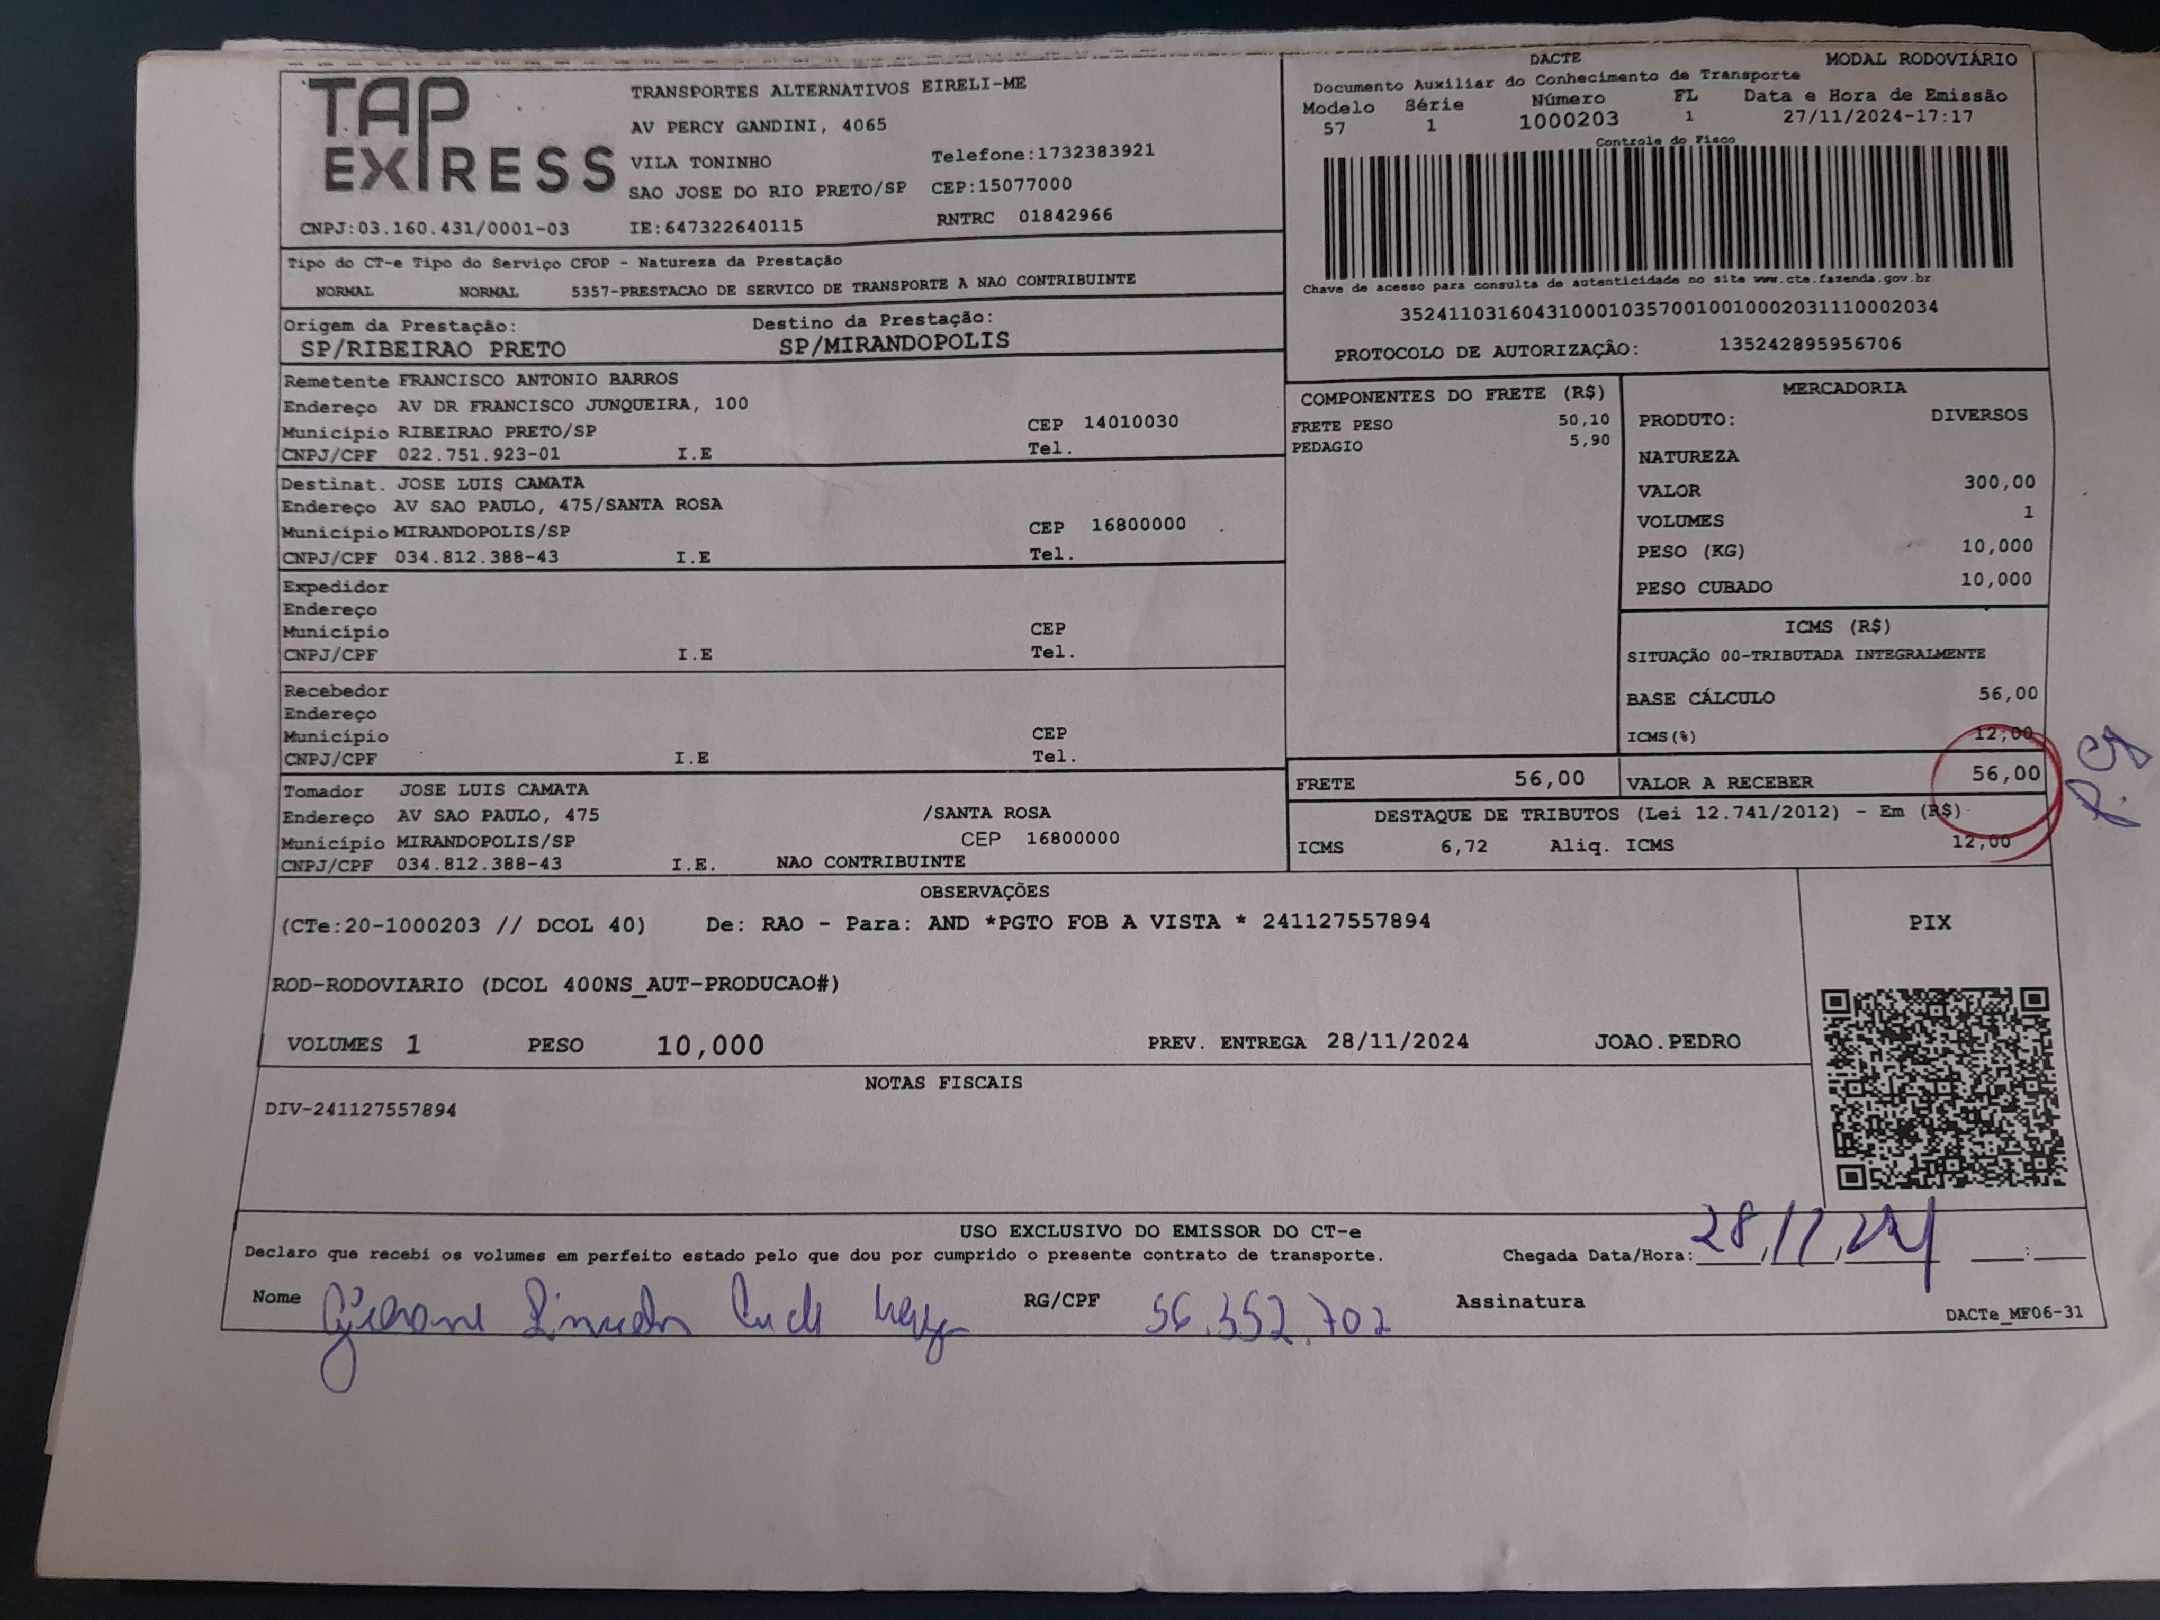 TAP EXPRESS
TRANSPORTES ALTERNATIVOS EIRELI-ME
AV PERCY GANDINI, 4065
VILA TONINHO Telefone:1732383921
SAO JOSE DO RIO PRETO/SP CEP:15077000
CNPJ:03.160.431/0001-03 IE:647322640115 RNTRC 01842966
DACTE MODAL RODOVIÁRIO
Documento Auxiliar do Conhecimento de Transporte
Modelo Série Número FL Data e Hora de Emissão
57 1 1000203 1 27/11/2024-17:17
Controle do Fisco
Chave de acesso para consulta de autenticidade no site www.cte.fazenda.gov.br
35241103160431000103570010010002031110002034
PROTOCOLO DE AUTORIZAÇÂO: 135242895956706
Tipo do CT-e Tipo do Serviço CFOP - Natureza da Prestação
NORMAL NORMAL 5357-PRESTACAO DE SERVICO DE TRANSPORTE A NAO CONTRIBUINTE
Origem da Prestação: Destino da Prestação:
SP/RIBEIRAO PRETO SP/MIRANDOPOLIS
Remetente FRANCISCO ANTONIO BARROS
Endereço AV DR FRANCISCO JUNQUEIRA, 100
Município RIBEIRAO PRETO/SP CEP 14010030
CNPJ/CPF 022.751.923-01 I.E Tel.
Destinat. JOSE LUIS CAMATA
Endereço AV SAO PAULO, 475/SANTA ROSA
Município MIRANDOPOLIS/SP CEP 16800000
CNPJ/CPF 034.812.388-43 I.E Tel.
Expedidor
Endereço
Município CEP
CNPJ/CPF I.E Tel.
Recebedor
Endereço
Município CEP
CNPJ/CPF I.E Tel.
Tomador JOSE LUIS CAMATA
Endereço AV SAO PAULO, 475 /SANTA ROSA
Município MIRANDOPOLIS/SP CEP 16800000
CNPJ/CPF 034.812.388-43 I.E. NAO CONTRIBUINTE
COMPONENTES DO FRETE (R$)
FRETE PESO 50,10
PEDAGIO 5,90
MERCADORIA
PRODUTO: DIVERSOS
NATUREZA
VALOR 300,00
VOLUMES 1
PESO (KG) 10,000
PESO CUBADO 10,000
ICMS (R$)
SITUAÇÃO 00-TRIBUTADA INTEGRALMENTE
BASE CÁLCULO 56,00
ICMS(%) 12,00
FRETE 56,00 VALOR A RECEBER 56,00
DESTAQUE DE TRIBUTOS (Lei 12.741/2012) - Em (R$)
ICMS 6,72 Aliq. ICMS 12,00
OBSERVAÇÕES
(CTe:20-1000203 // DCOL 40) De: RAO - Para: AND *PGTO FOB A VISTA * 241127557894
ROD-RODOVIARIO (DCOL 400NS_AUT-PRODUCAO#)
PIX
VOLUMES 1 PESO 10,000 PREV. ENTREGA 28/11/2024 JOAO.PEDRO
NOTAS FISCAIS
DIV-241127557894
USO EXCLUSIVO DO EMISSOR DO CT-e
Declaro que recebi os volumes em perfeito estado pelo que dou por cumprido o presente contrato de transporte. Chegada Data/Hora: 28/11/24 __:__
Nome RG/CPF 56.352.702 Assinatura
DACTe_MF06-31